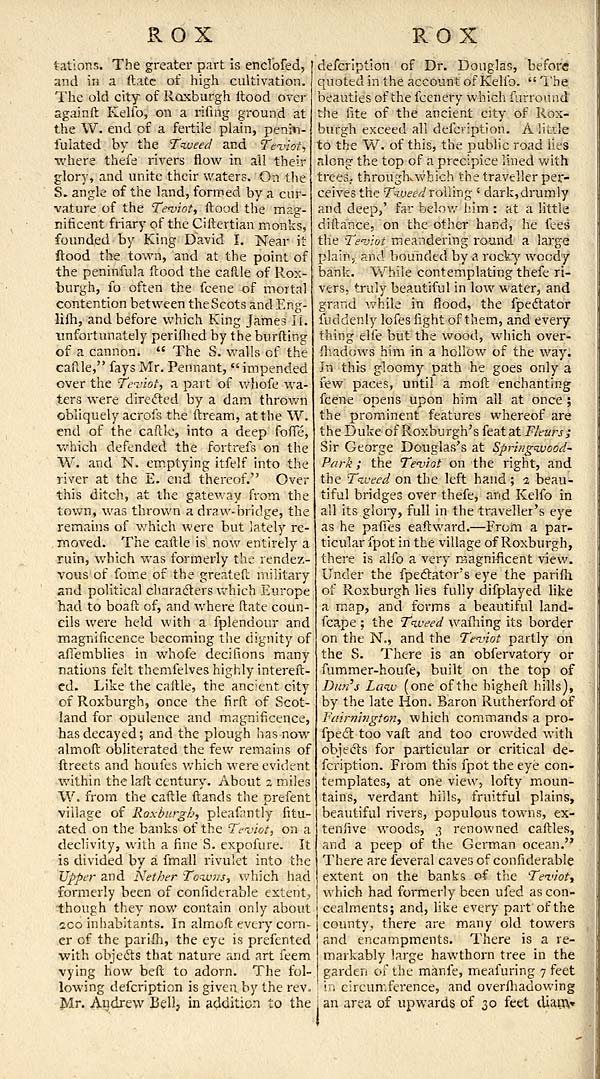 ROX
tations. The greater part is encloſed,
and in a ſtate of high cultivation.
The old city of Roxburgh ſtood over
againſt Kelſo, on a riſing ground at
the W. end of a fertile plain, penin-
ſulated by the Tweed and Teviot,
where theſe rivers flow in all their
glory, and unite their waters. On the
S. angle of the land, formed by a cur-
vature of the Teviot, ſtood the mag-
nificent friary of the Ciſtertian monks,
founded by King David I. Near it
ſtood the town, and at the point of
the peninſula ſtood the caſtle of Rox-
burgh, ſo often the ſcene of mortal
contention between the Scots and Eng-
liſh, and before which King James II.
unfortunately periſhed by the burſting
of a cannon. “ The S. walls of the
caſtle,” ſays Mr. Pennant, “ impended
over the Teviot, a part of whoſe wa-
ters were directed by a dam thrown
obliquely acroſs the ſtream, at the W.
end of the caſtle, into a deep foſſé,
which defended the fortreſs on the
W. and N. emptying itſelf into the
river at the E. end thereof.” Over
this ditch, at the gateway from the
town, was thrown a draw-bridge, the
remains of which were but lately re-
moved. The caſtle is now entirely a
ruin, which was formerly the rendez-
vous of ſome of the greateſt military
and political characters which Europe
had to boaſt of, and where ſtate coun-
cils were held with a ſplendour and
magnificence becoming the dignity of
aſſemblies in whoſe deciſions many
nations felt themſelves highly intereſt-
ed. Like the caſtle, the ancient city
of Roxburgh, once the firſt of Scot-
land for opulence and magnificence,
has decayed; and the plough has now
almoſt obliterated the few remains of
ſtreets and houſes which were evident
within the laſt century. About 2 miles
W. from the caſtle ſtands the preſent
village of Roxburgh, pleaſantly ſitu-
ated on the banks of the Teviot, on a
declivity, with a fine S. expoſure. It
is divided by a ſmall rivulet into the
Upper and Nether Towns, which had
formerly been of conſiderable extent,
though they now contain only about
200 inhabitants. In almoſt every corn-
er of the pariſh, the eye is preſented
with objects that nature and art ſeem
vying how beſt to adorn. The fol-
lowing deſcription is given by the rev.
Mr. Andrew Bell, in addition to the
ROX
deſcription of Dr. Douglas, before
quoted in the account of Kelſo. “ The
beauties of the ſcenery which ſurround
the ſite of the ancient city of Rox-
burgh exceed all deſcription. A little
to the W. of this, the public road lies
along the top of a precipice lined with
trees, through which the traveller per-
ceives the Tweed rolling ‘ dark, drumly
and deep,’ far below him : at a little
diſtance, on the other hand, he ſees
the Teviot meandering round a large
plain, and bounded by a rocky woody
bank. While contemplating theſe ri-
vers, truly beautiful in low water, and
grand while in flood, the ſpectator
ſuddenly loſes ſight of them, and every
thing elſe but the wood, which over-
ſhadows him in a hollow of the way.
In this gloomy path he goes only a
few paces, until a moſt enchanting
ſcene opens upon him all at once ;
the prominent features whereof are
the Duke of Roxburgh's ſeat at Fleurs ;
Sir George Douglas's at Springwood-
Park ; the Teviot on the right, and
the Tweed on the left hand ; 2 beau-
tiful bridges over theſe, and Kelſo in
all its glory, full in the traveller's eye
as he paſſes eaſtward.—From a par-
ticular ſpot in the village of Roxburgh,
there is alſo a very magnificent view.
Under the ſpectator's eye the pariſh
of Roxburgh lies fully diſplayed like
a map, and forms a beautiful land-
ſcape ; the Tweed waſhing its border
on the N., and the Teviot partly on
the S. There is an obſervatory or
ſummer-houſe, built on the top of
Dun's Law (one of the higheſt hills),
by the late Hon. Baron Rutherford of
Fairnington, which commands a pro-
ſpect too vaſt and too crowded with
objects for particular or critical de-
ſcription. From this ſpot the eye con-
templates, at one view, lofty moun-
tains, verdant hills, fruitful plains,
beautiful rivers, populous towns, ex-
tenſive woods, 3 renowned caſtles,
and a peep of the German ocean.”
There are ſeveral caves of conſiderable
extent on the banks of the Teviot,
which had formerly been uſed as con-
cealments; and, like every part of the
county, there are many old towers
and encampments. There is a re-
markably large hawthorn tree in the
garden of the manſe, meaſuring 7 feet
in circumference, and overſhadowing
an area of upwards of 30 feet diam-